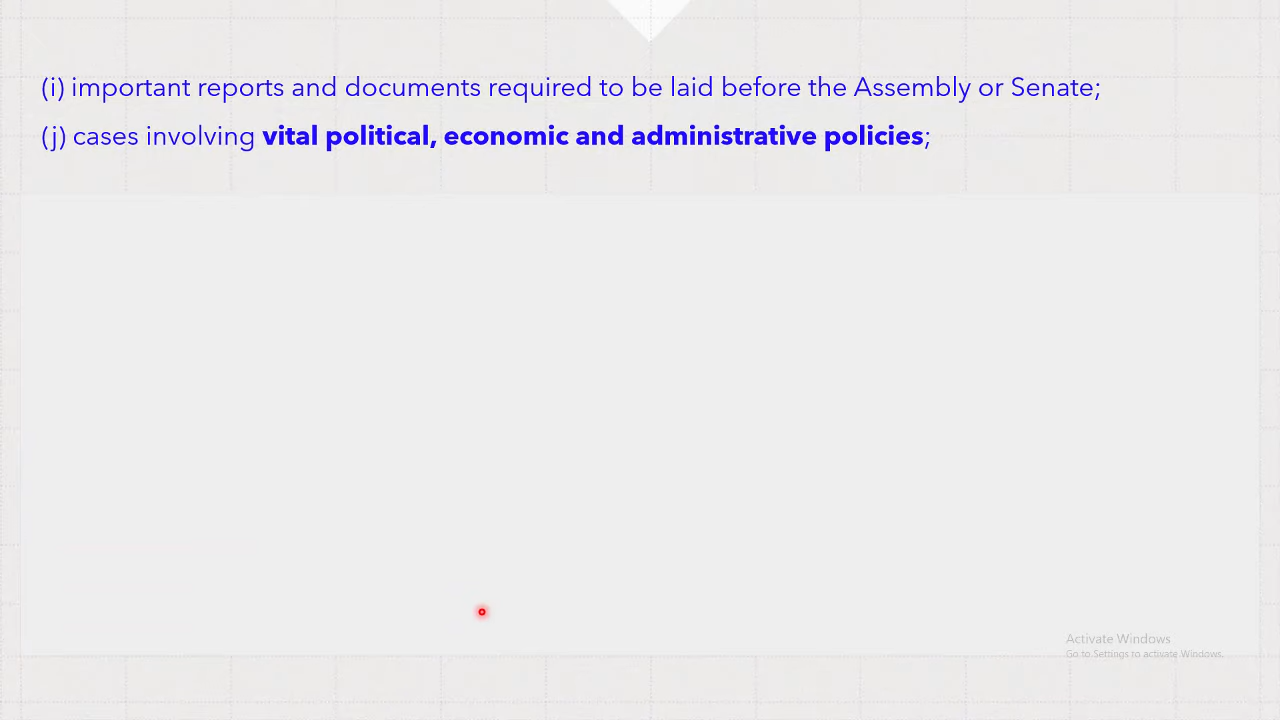 (i) important reports and documents required to be laid before the Assembly or Senate;
(j) cases involving vital political, economic and administrative policies;
Activate Windows
Go to Settings to activate Windows.